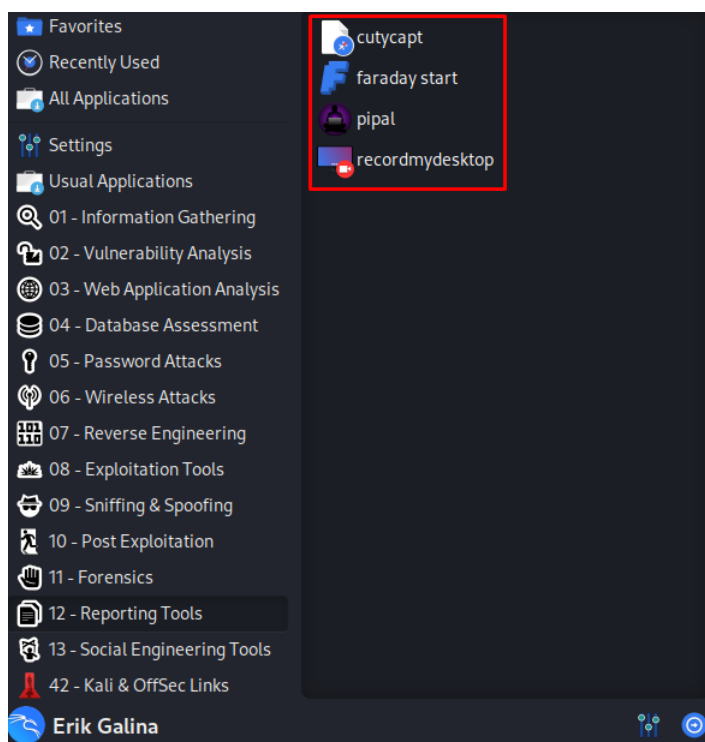 Favorites
Recently Used
All Applications
Settings
Usual Applications
01 - Information Gathering
02 - Vulnerability Analysis
03 - Web Application Analysis
04 - Database Assessment
05 - Password Attacks
06 - Wireless Attacks
07 - Reverse Engineering
08 - Exploitation Tools
09 - Sniffing & Spoofing
10 - Post Exploitation
11 - Forensics
12 - Reporting Tools
13 - Social Engineering Tools
42 - Kali & OffSec Links
Erik Galina
cutycapt
faraday start
pipal
recordmydesktop